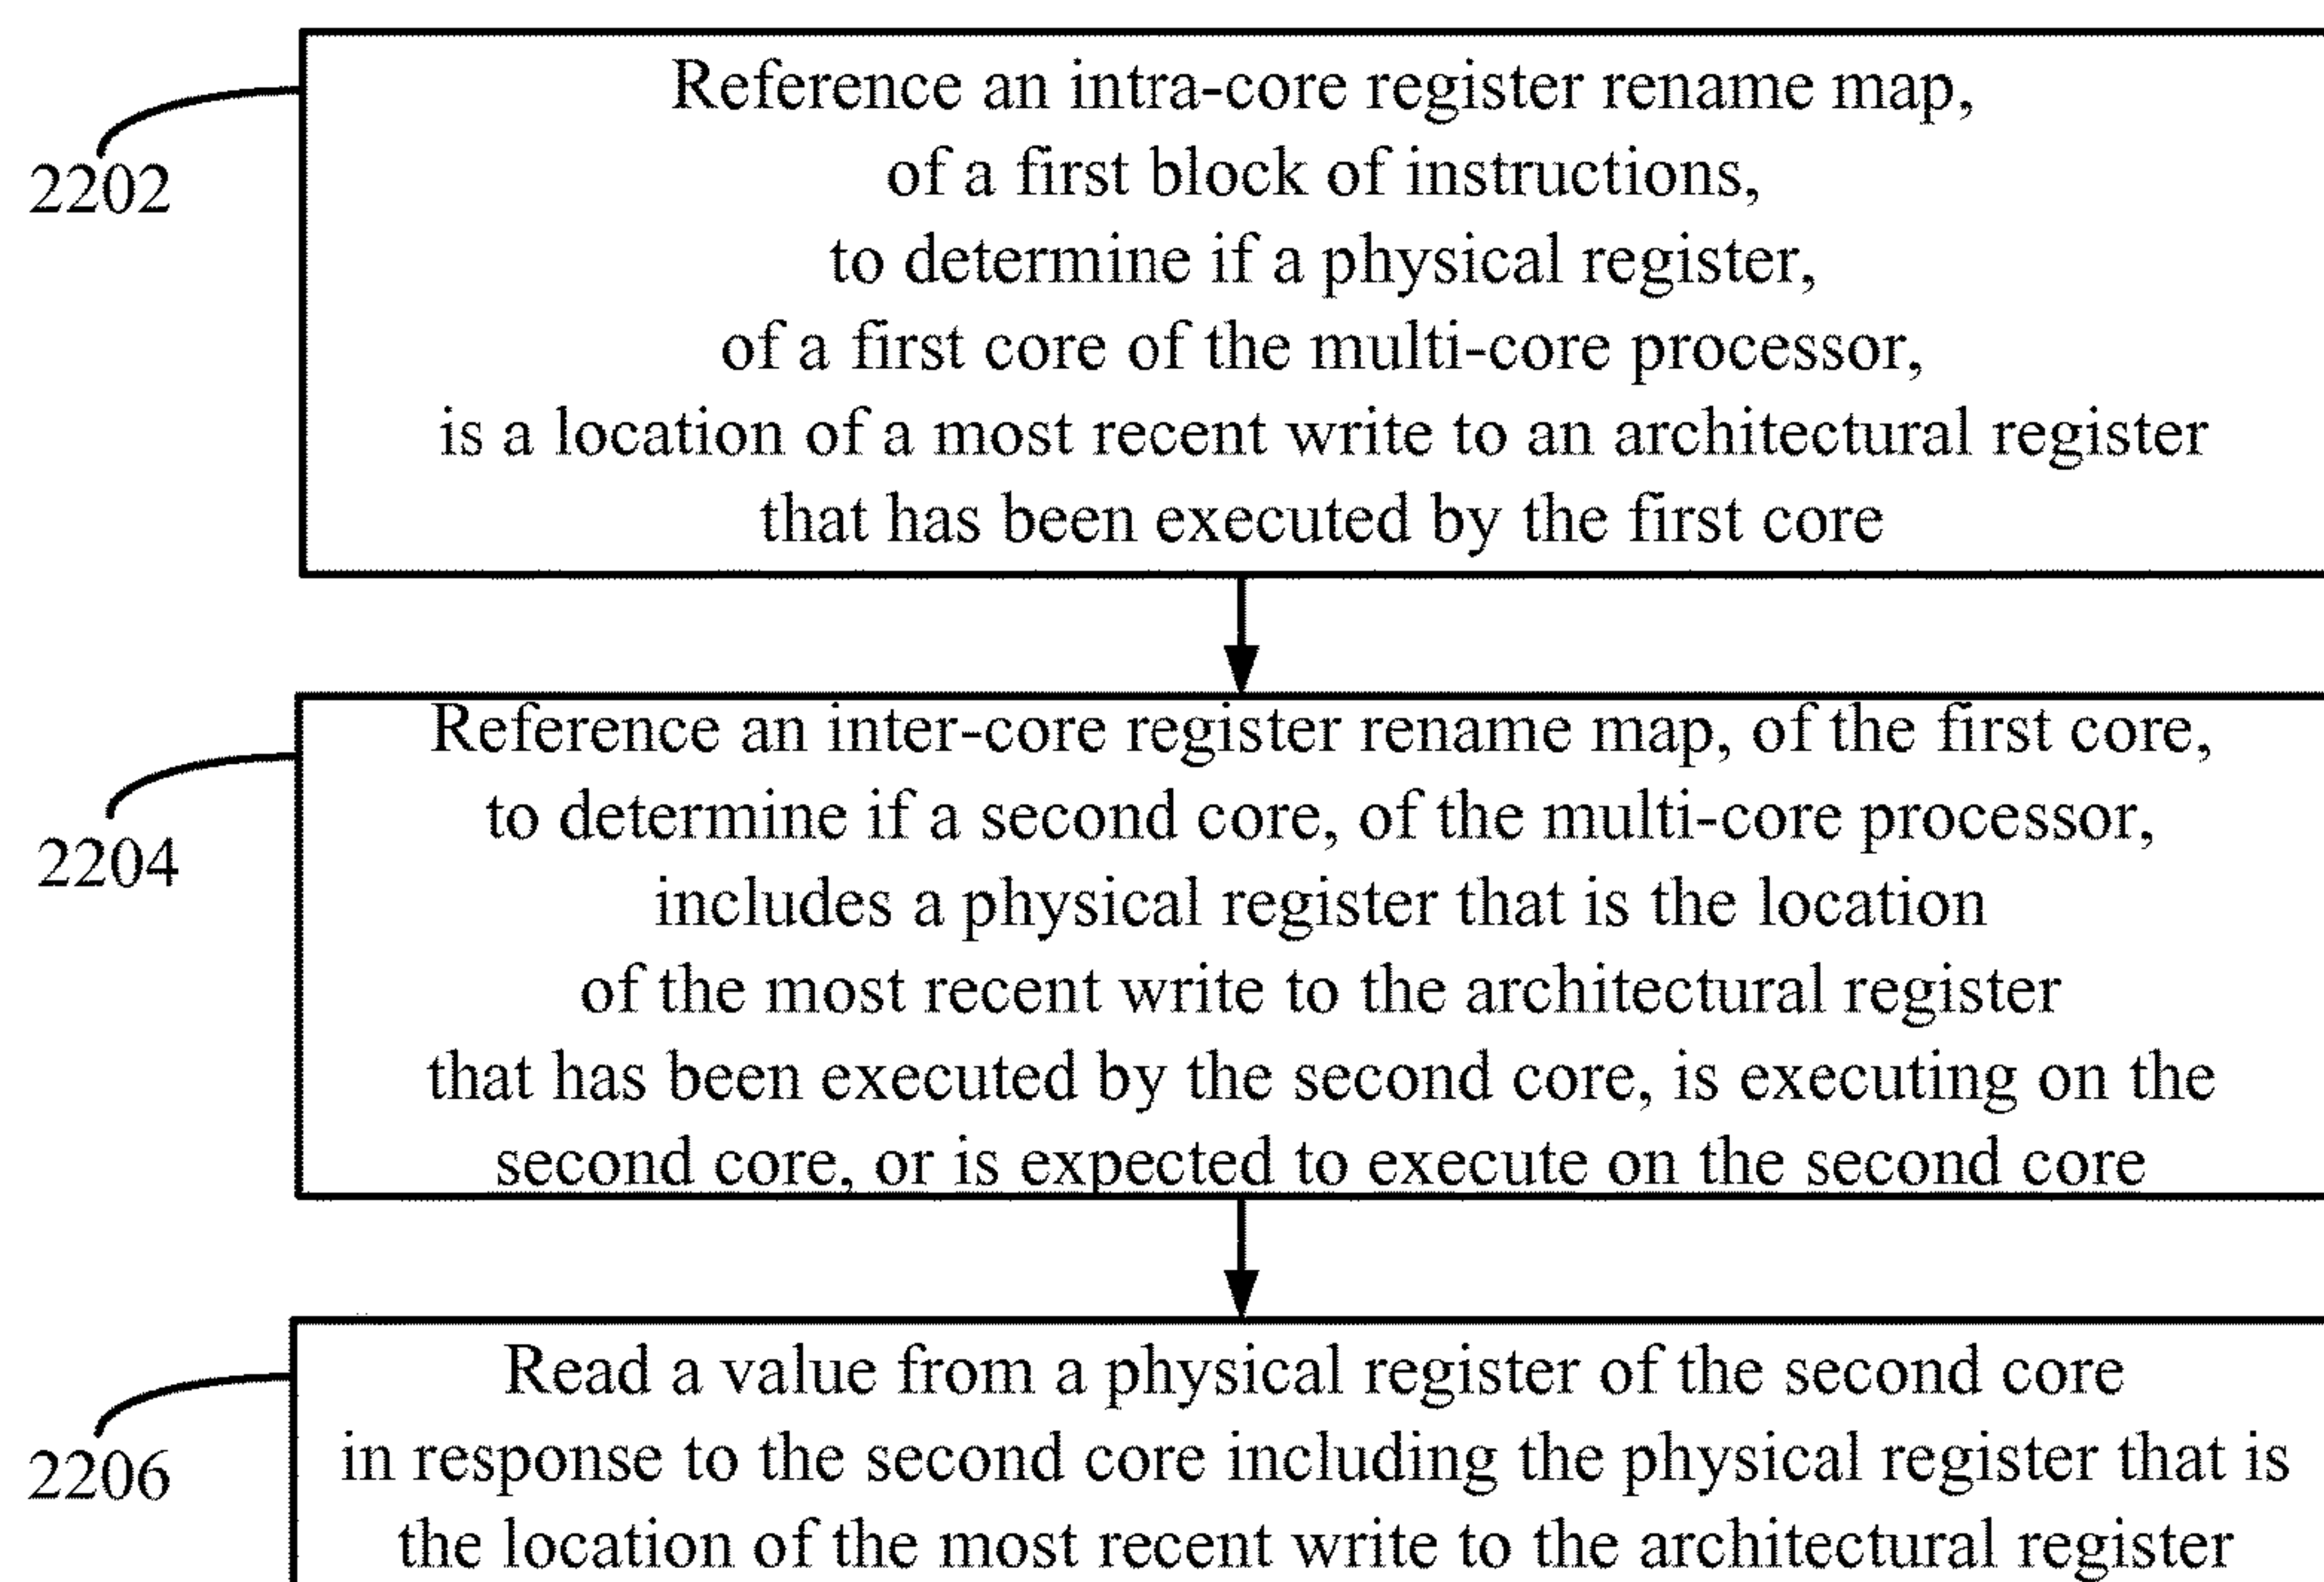 Reference an intra-core register rename map,
of a first block of instructions,
to determine if a physical register,
of a first core of the multi-core processor,
is a location of a most recent write to an architectural register
that has been executed by the first core
2202
Reference an inter-core register rename map, of the first core,
to determine if a second core, of the multi-core processor,
includes a physical register that is the location
of the most recent write to the architectural register
that has been executed by the second core, is executing on the
second core, or is expected to execute on the second core
2204
Read a value from a physical register of the second core
in response to the second core including the physical register that is
the location of the most recent write to the architectural register
2206